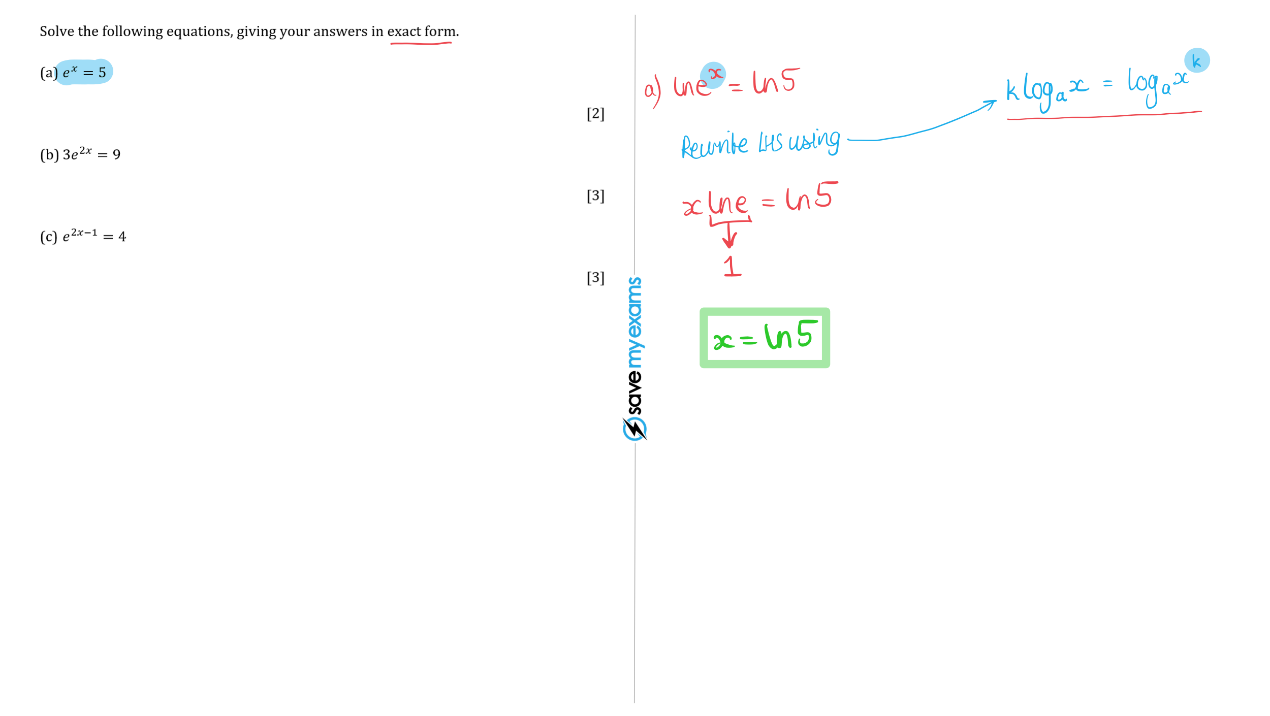 Solve the following equations, giving your answers in exact form.
(a) e^x = 5
[2]
(b) 3e^{2x} = 9
[3]
(c) e^{2x−1} = 4
[3]
save my exams
a) ln e^x = ln 5
k log_a x = log_a x^k
Rewrite LHS using
x ln e = ln 5
1
x = ln 5